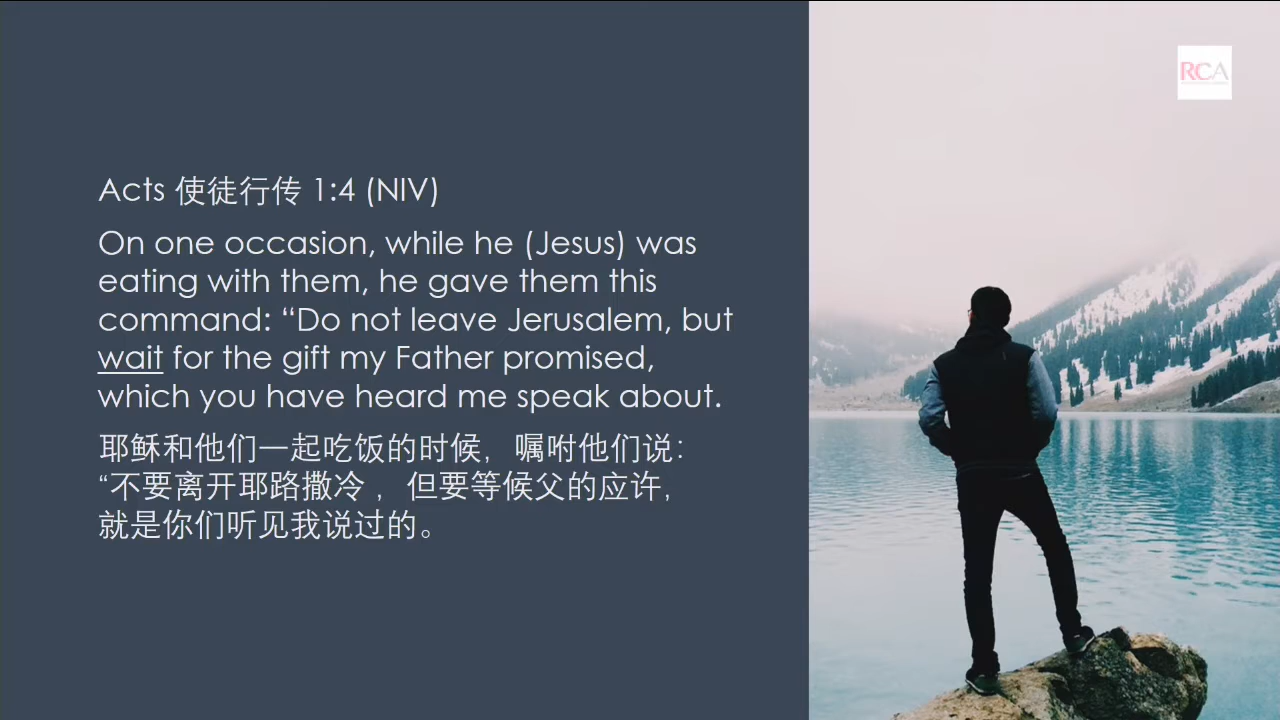 RCA
Acts 使徒行传 1:4 (NIV)
On one occasion, while he (Jesus) was
eating with them, he gave them this
command: “Do not leave Jerusalem, but
wait for the gift my Father promised,
which you have heard me speak about.
耶稣和他们一起吃饭的时候，嘱咐他们说：
“不要离开耶路撒冷 ，但要等候父的应许，
就是你们听见我说过的。